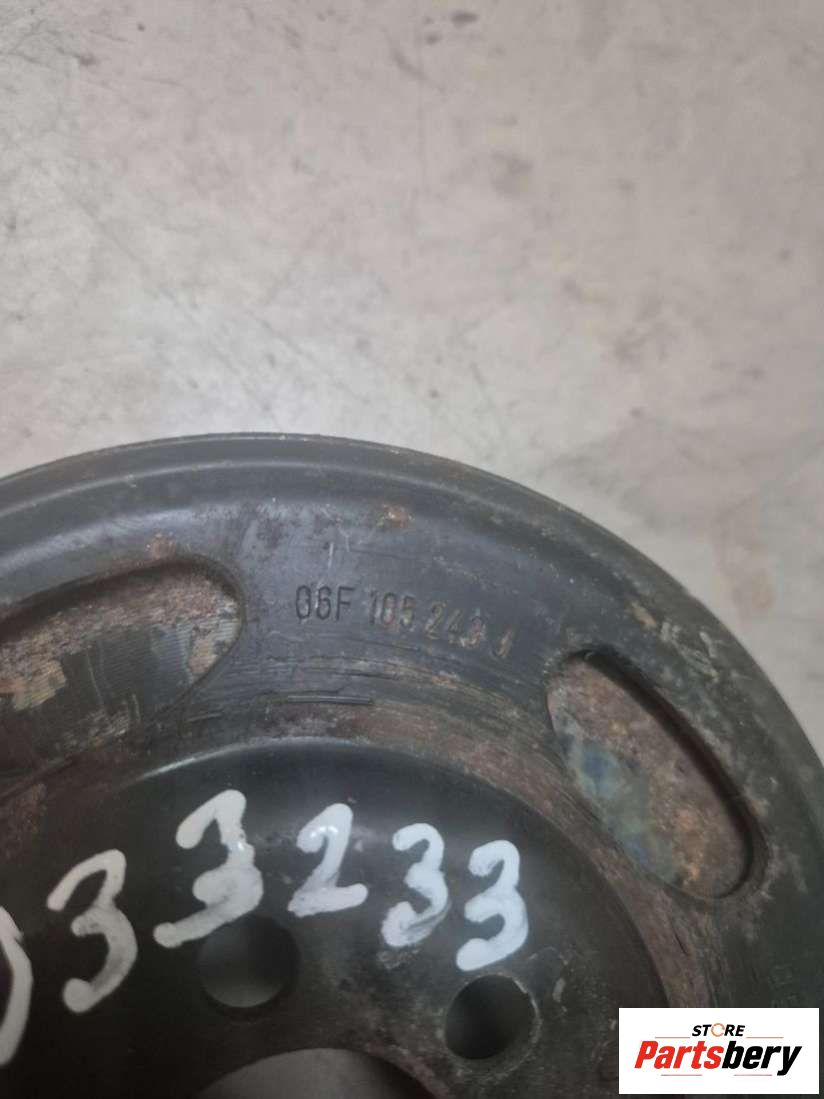 06F 105 243 J
33233
STORE
Partsbery